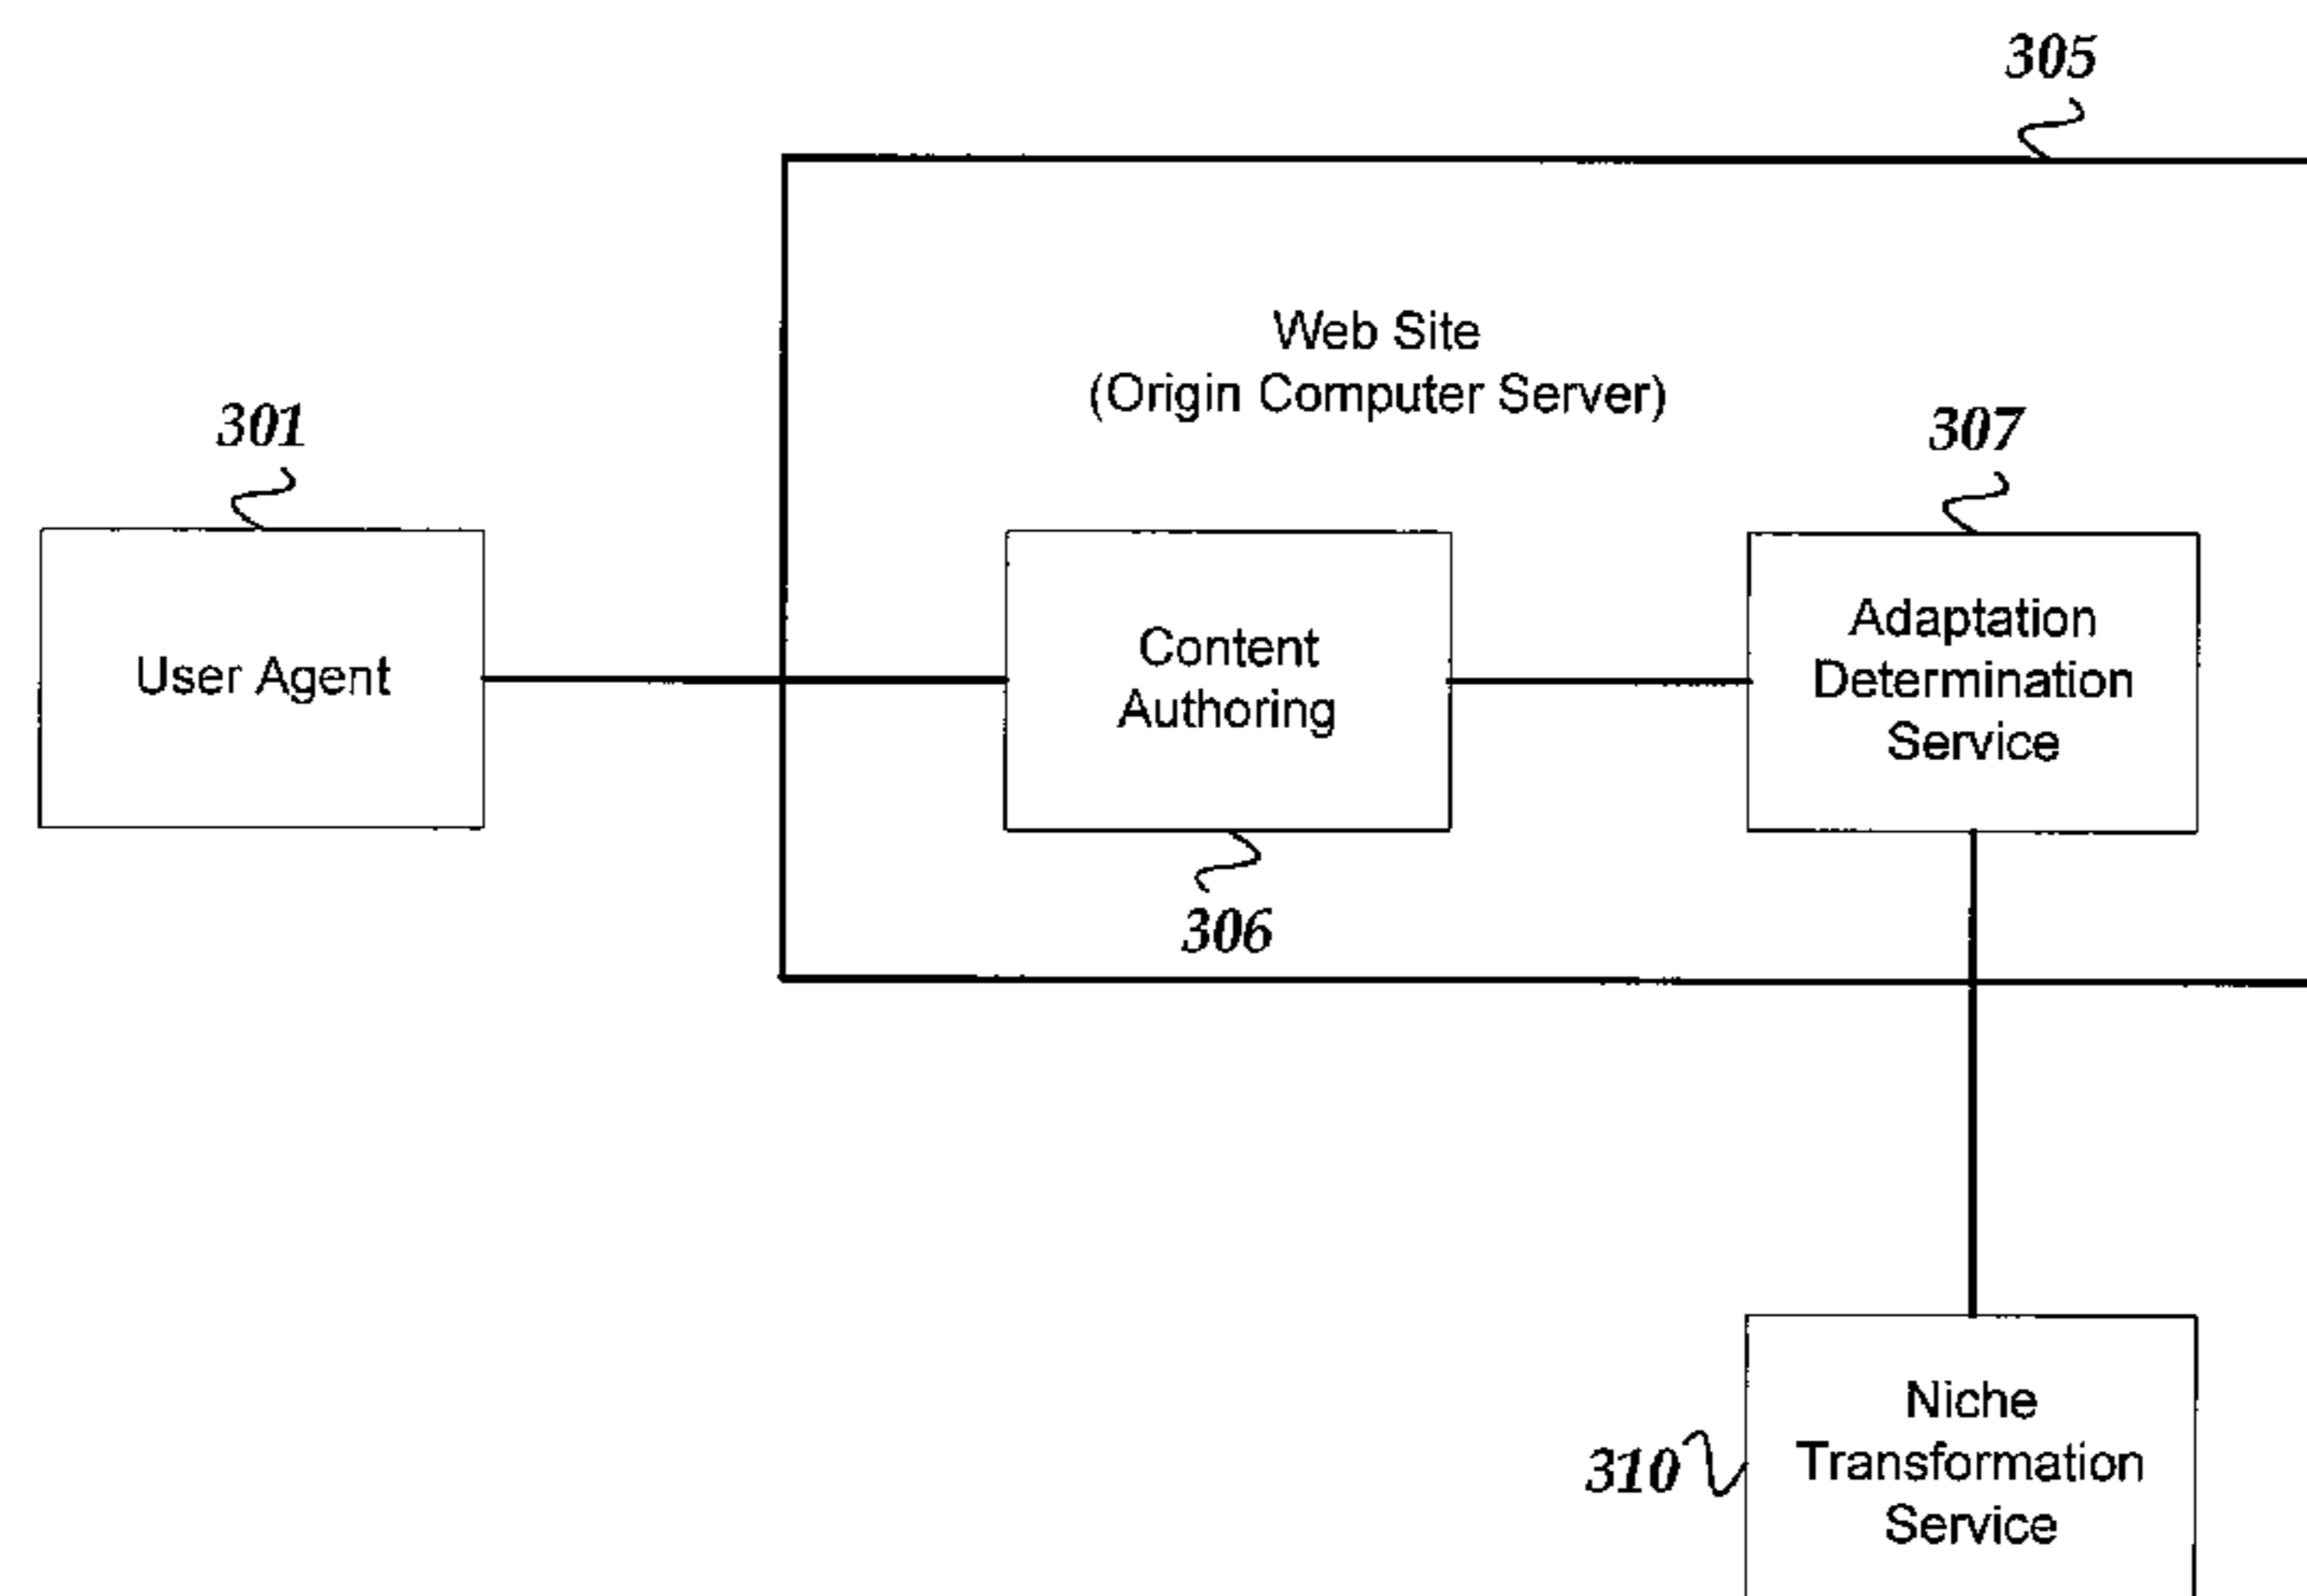 305
Web Site
(Origin Computer Server)
301
307
User Agent
Content
Authoring
Adaptation
Determination
Service
306
310
Niche
Transformation
Service